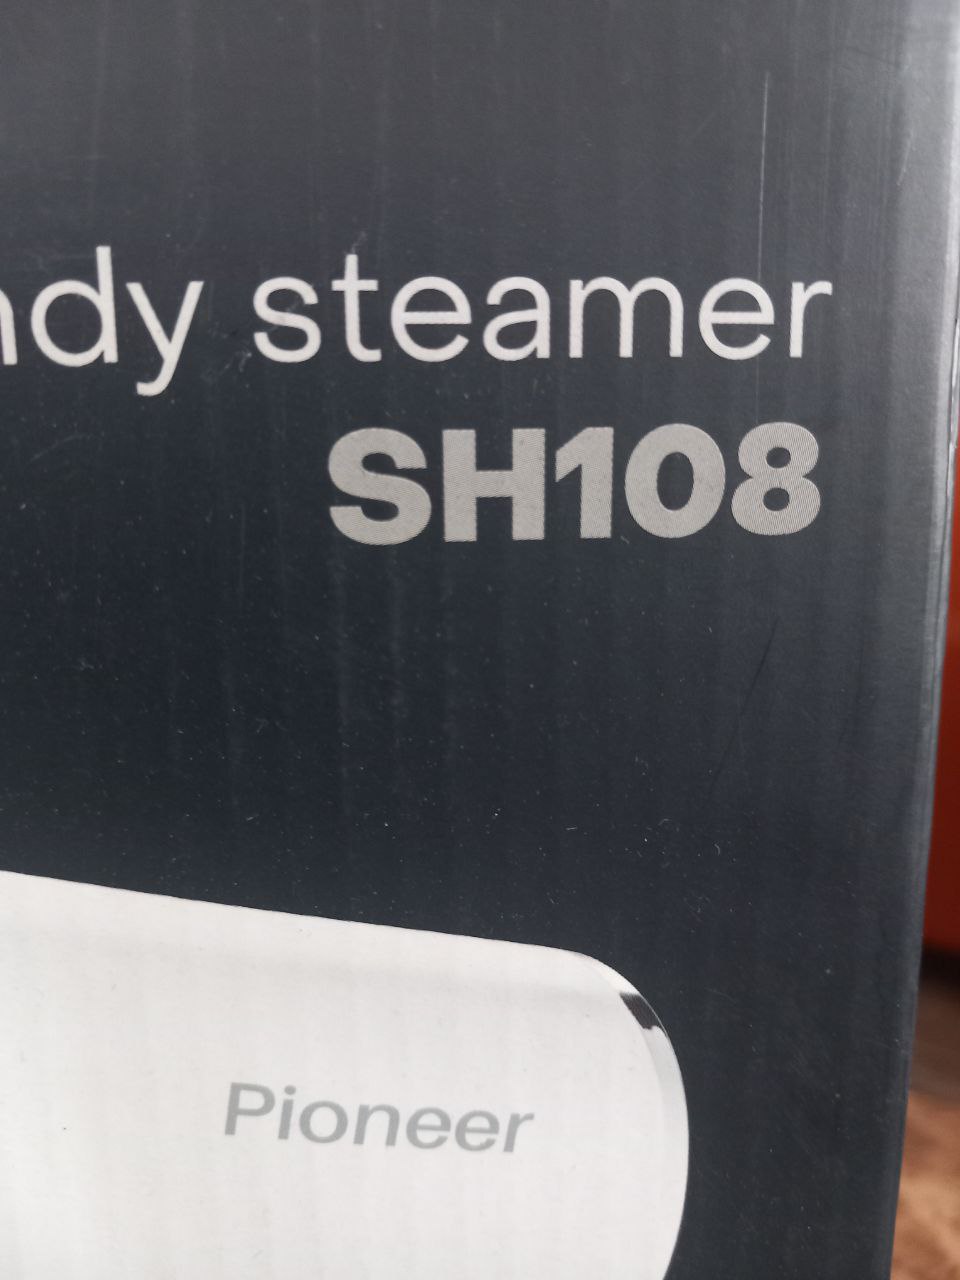 ndy steamer
SH108
Pioneer